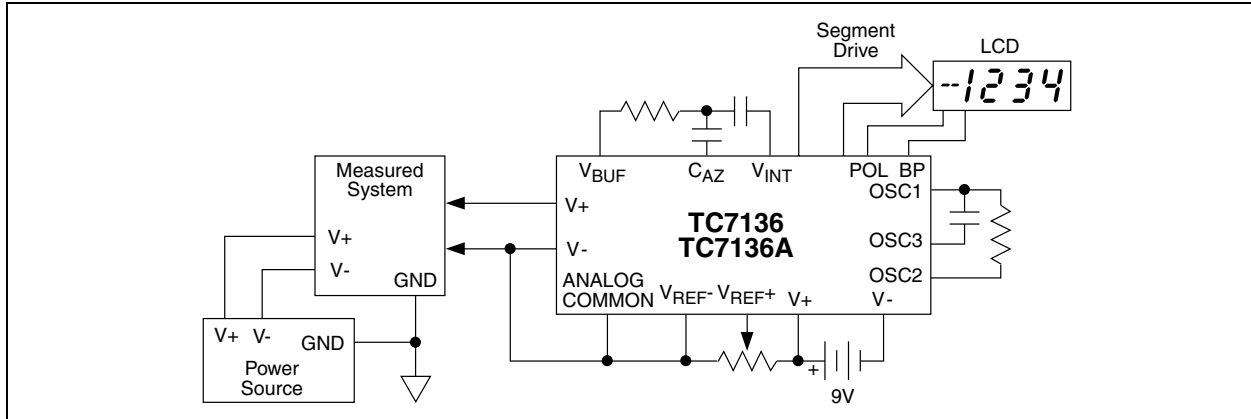 Segment
Drive
LCD
--1234
VBUF
CAZ
VINT
POL
BP
Measured
System
V+
V-
GND
V+
V-
TC7136
TC7136A
OSC1
OSC3
OSC2
ANALOG
COMMON
VREF-
VREF+
V+
V-
V+
V-
GND
Power
Source
+
9V